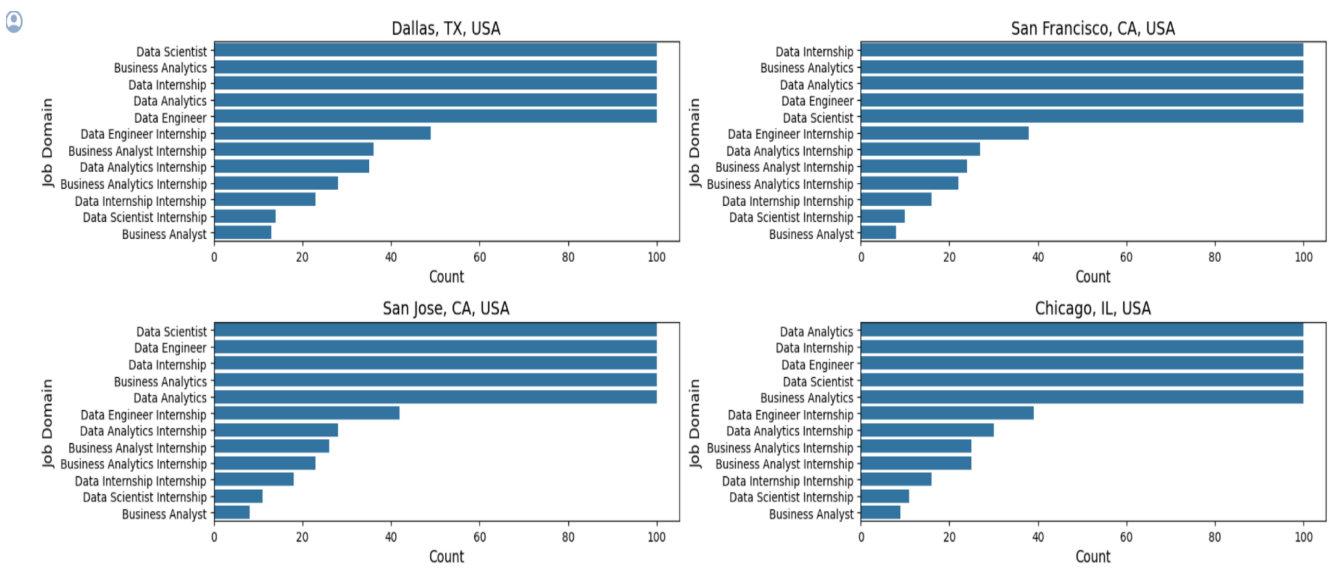 Dallas, TX, USA
Job Domain
Data Scientist
Business Analytics
Data Internship
Data Analytics
Data Engineer
Data Engineer Internship
Business Analyst Internship
Data Analytics Internship
Business Analytics Internship
Data Internship Internship
Data Scientist Internship
Business Analyst
0 20 40 60 80 100
Count
San Francisco, CA, USA
Job Domain
Data Internship
Business Analytics
Data Analytics
Data Engineer
Data Scientist
Data Engineer Internship
Data Analytics Internship
Business Analyst Internship
Business Analytics Internship
Data Internship Internship
Data Scientist Internship
Business Analyst
0 20 40 60 80 100
Count
San Jose, CA, USA
Job Domain
Data Scientist
Data Engineer
Data Internship
Business Analytics
Data Analytics
Data Engineer Internship
Data Analytics Internship
Business Analyst Internship
Business Analytics Internship
Data Internship Internship
Data Scientist Internship
Business Analyst
0 20 40 60 80 100
Count
Chicago, IL, USA
Job Domain
Data Analytics
Data Internship
Data Engineer
Data Scientist
Business Analytics
Data Engineer Internship
Data Analytics Internship
Business Analytics Internship
Business Analyst Internship
Data Internship Internship
Data Scientist Internship
Business Analyst
0 20 40 60 80 100
Count